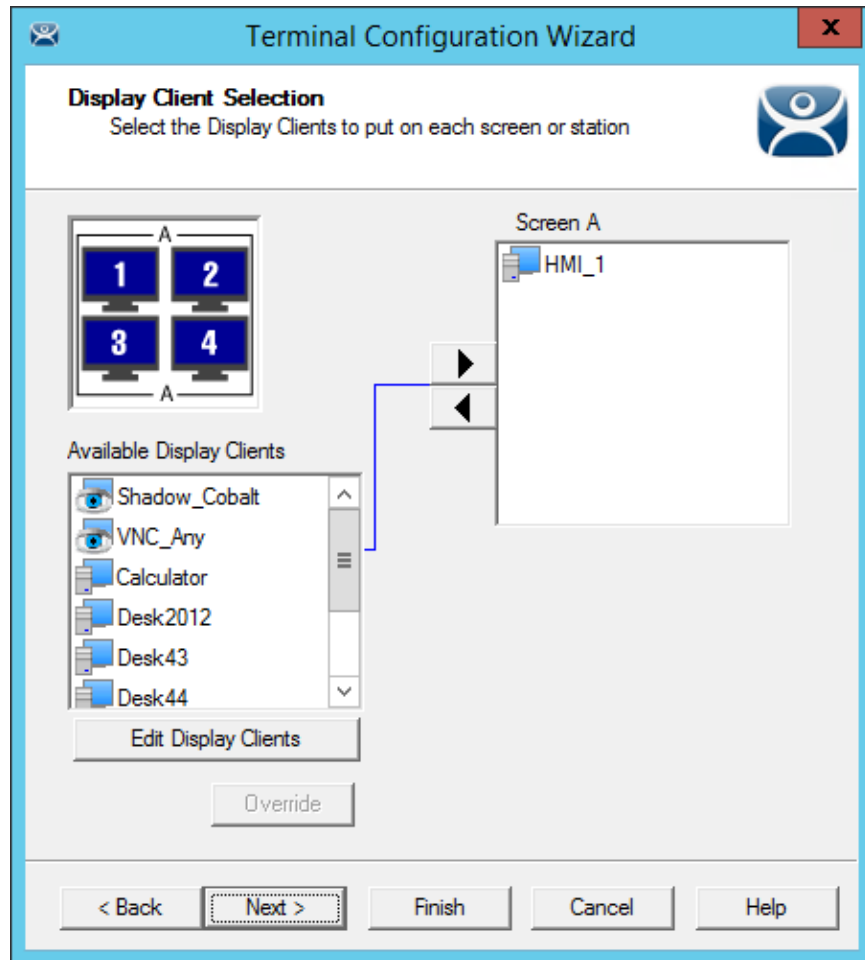 Terminal Configuration Wizard
x
Display Client Selection
Select the Display Clients to put on each screen or station
A
1 2
3 4
A
Screen A
HMI_1
Available Display Clients
Shadow_Cobalt
VNC_Any
Calculator
Desk2012
Desk43
Desk44
Edit Display Clients
Override
< Back Next > Finish Cancel Help